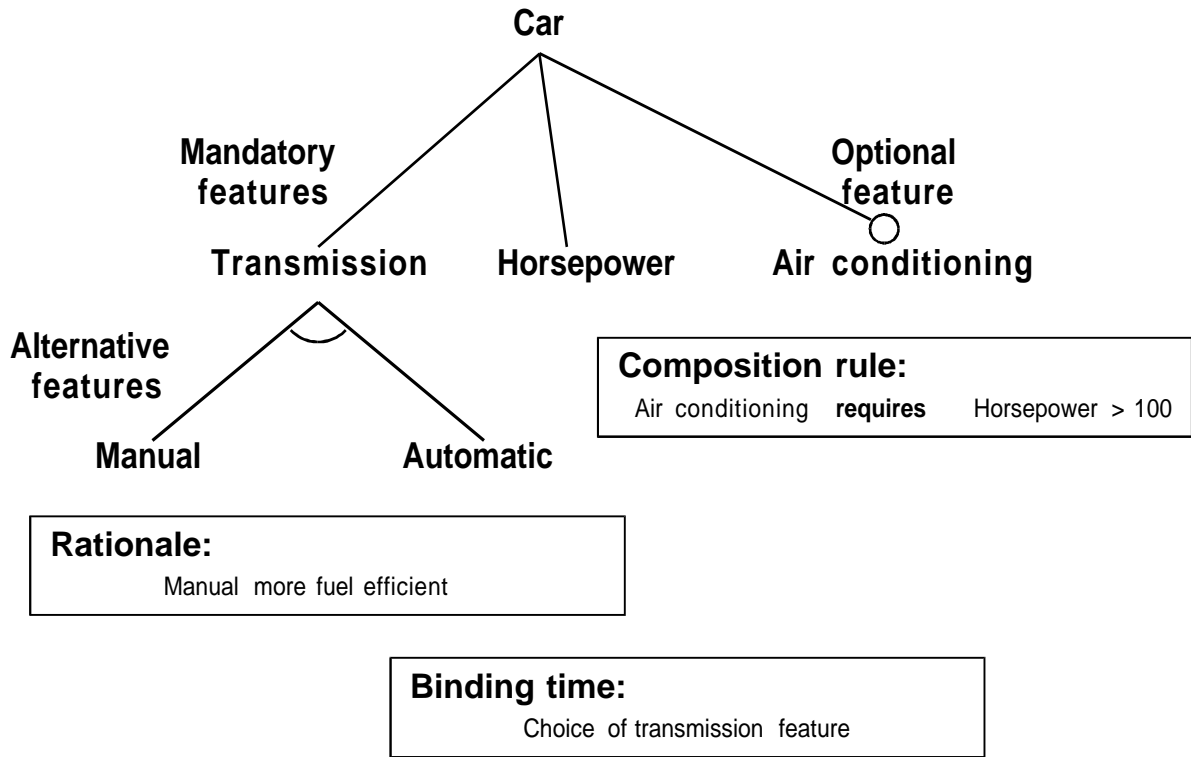 Car
Mandatory
features
Optional
feature
Transmission
Horsepower
Air conditioning
Alternative
features
Manual
Automatic
Composition rule:
Air conditioning requires Horsepower > 100
Rationale:
Manual more fuel efficient
Binding time:
Choice of transmission feature